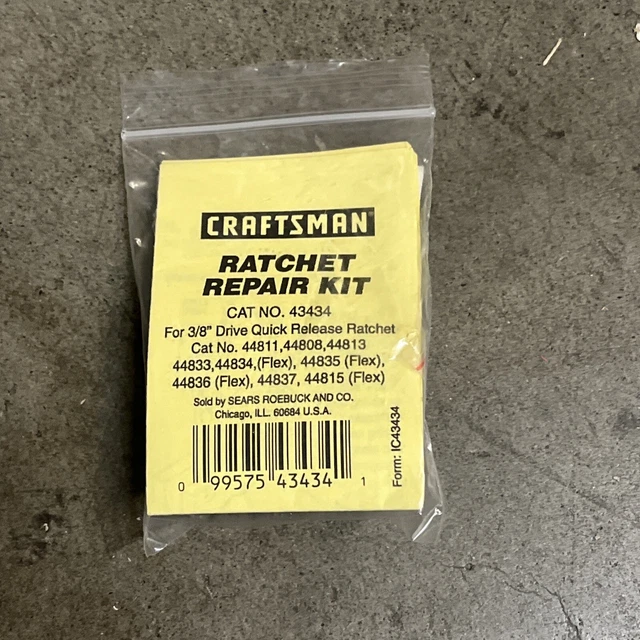 CRAFTSMAN
RATCHET
REPAIR KIT
CAT NO. 43434
For 3/8" Drive Quick Release Ratchet
Cat No. 44811,44808,44813
44833,44834,(Flex), 44835 (Flex),
44836 (Flex), 44837, 44815 (Flex)
Sold by SEARS ROEBUCK AND CO.
Chicago, ILL. 60684 U.S.A.
0 99575 43434 1
Form: IC43434